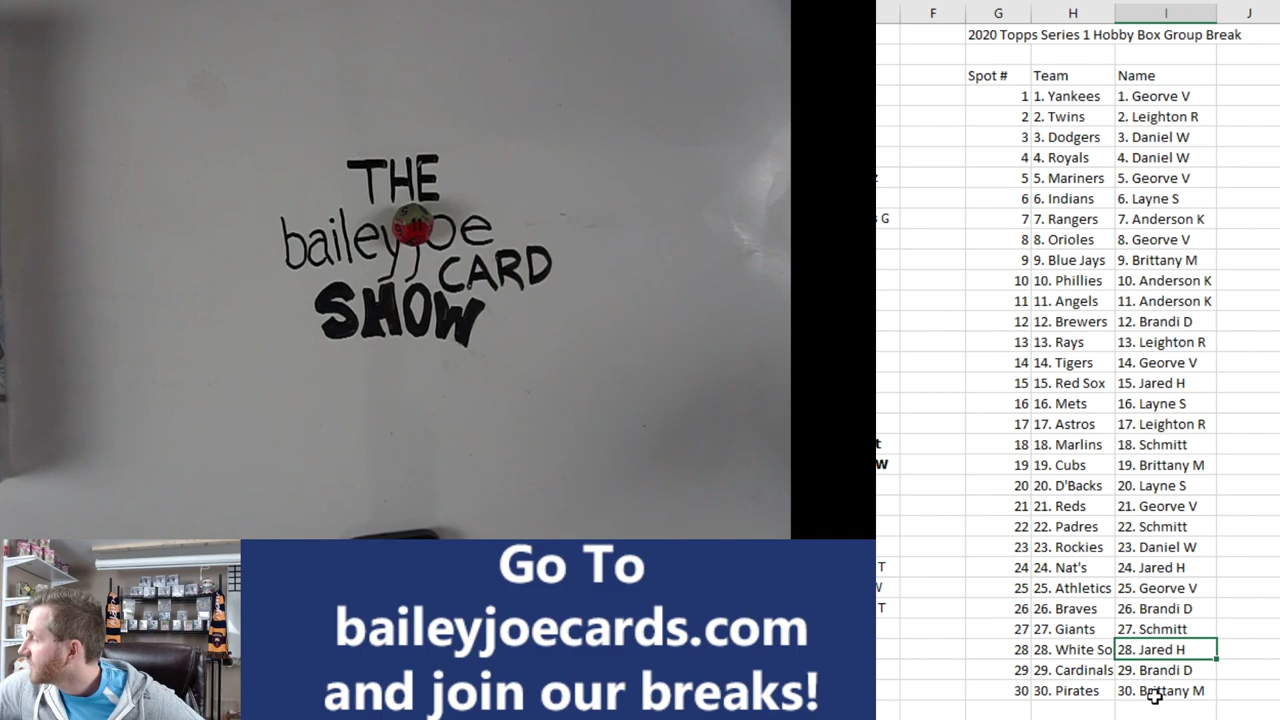 THE
baileyjoe
CARD
SHOW
Go To
baileyjoecards.com
and join our breaks!
F G H I J
2020 Topps Series 1 Hobby Box Group Break
Spot # Team Name
1 1. Yankees 1. Georve V
2 2. Twins 2. Leighton R
3 3. Dodgers 3. Daniel W
4 4. Royals 4. Daniel W
5 5. Mariners 5. Georve V
6 6. Indians 6. Layne S
G 7 7. Rangers 7. Anderson K
8 8. Orioles 8. Georve V
9 9. Blue Jays 9. Brittany M
10 10. Phillies 10. Anderson K
11 11. Angels 11. Anderson K
12 12. Brewers 12. Brandi D
13 13. Rays 13. Leighton R
14 14. Tigers 14. Georve V
15 15. Red Sox 15. Jared H
16 16. Mets 16. Layne S
17 17. Astros 17. Leighton R
t 18 18. Marlins 18. Schmitt
W 19 19. Cubs 19. Brittany M
20 20. D'Backs 20. Layne S
21 21. Reds 21. Georve V
22 22. Padres 22. Schmitt
23 23. Rockies 23. Daniel W
T 24 24. Nat's 24. Jared H
25 25. Athletics 25. Georve V
T 26 26. Braves 26. Brandi D
27 27. Giants 27. Schmitt
28 28. White So 28. Jared H
29 29. Cardinals 29. Brandi D
30 30. Pirates 30. Brittany M